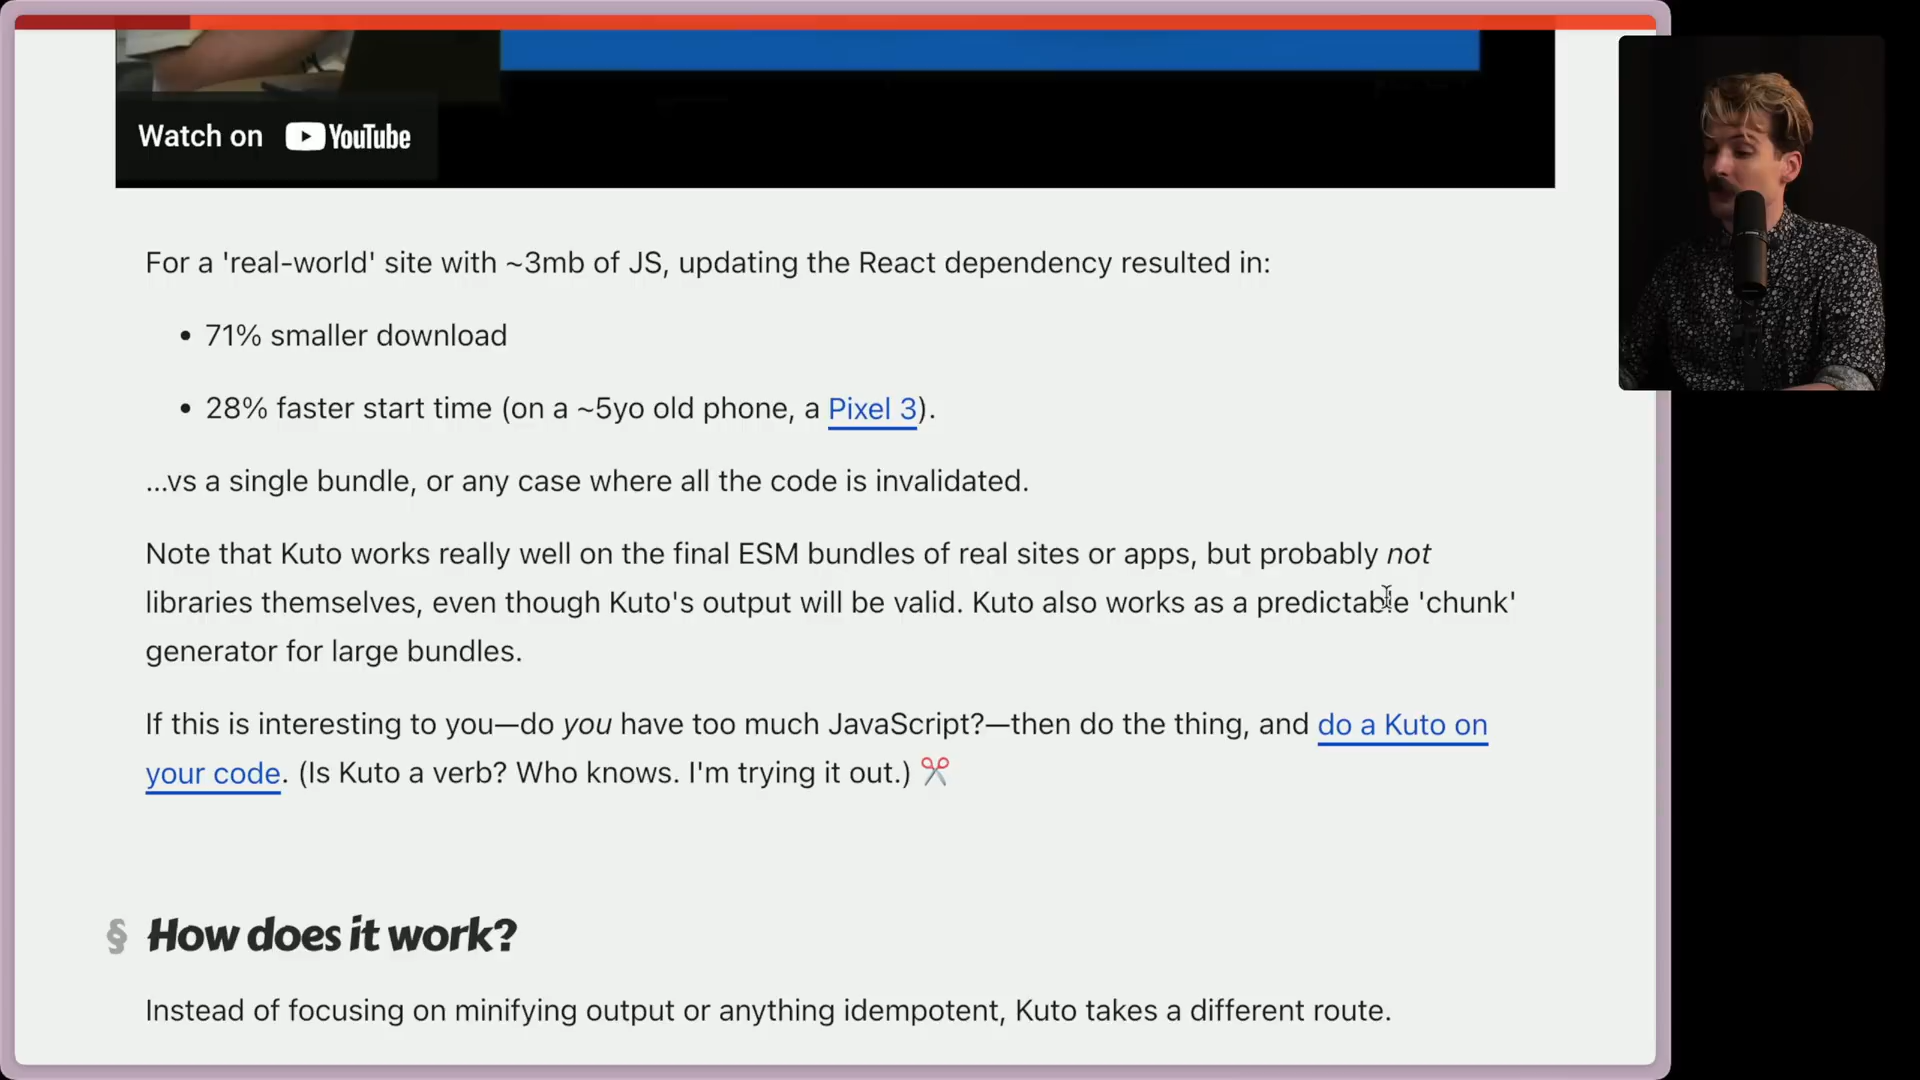 Watch on YouTube
For a 'real-world' site with ~3mb of JS, updating the React dependency resulted in:
• 71% smaller download
• 28% faster start time (on a ~5yo old phone, a Pixel 3).
...vs a single bundle, or any case where all the code is invalidated.
Note that Kuto works really well on the final ESM bundles of real sites or apps, but probably not
libraries themselves, even though Kuto's output will be valid. Kuto also works as a predictable 'chunk'
generator for large bundles.
If this is interesting to you—do you have too much JavaScript?—then do the thing, and do a Kuto on
your code. (Is Kuto a verb? Who knows. I'm trying it out.) ✂️
§ How does it work?
Instead of focusing on minifying output or anything idempotent, Kuto takes a different route.